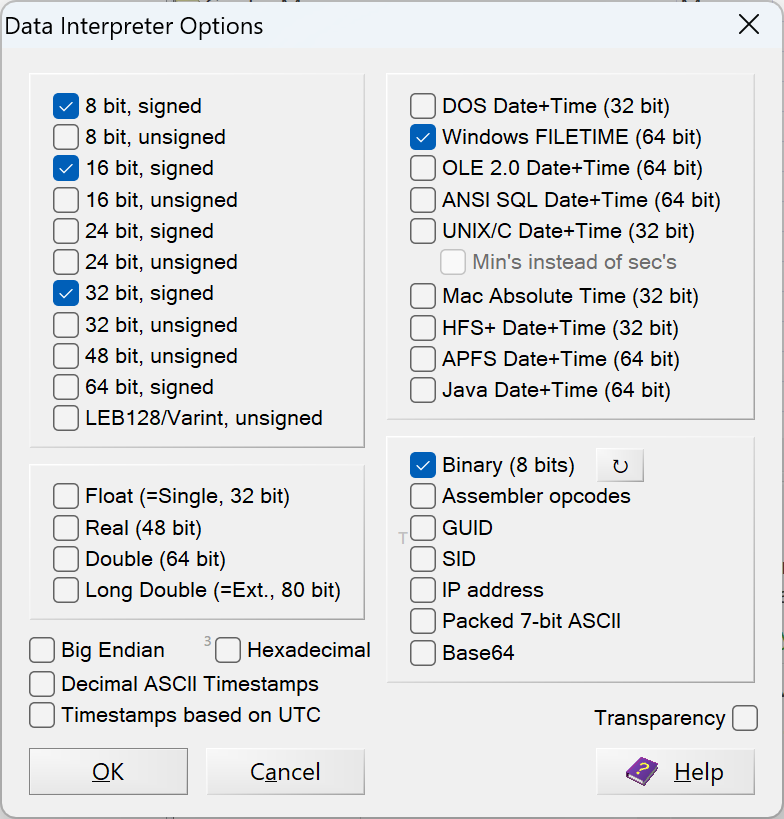 Data Interpreter Options
8 bit, signed
8 bit, unsigned
16 bit, signed
16 bit, unsigned
24 bit, signed
24 bit, unsigned
32 bit, signed
32 bit, unsigned
48 bit, unsigned
64 bit, signed
LEB128/Varint, unsigned
Float (=Single, 32 bit)
Real (48 bit)
Double (64 bit)
Long Double (=Ext., 80 bit)
Big Endian
3 Hexadecimal
Decimal ASCII Timestamps
Timestamps based on UTC
DOS Date+Time (32 bit)
Windows FILETIME (64 bit)
OLE 2.0 Date+Time (64 bit)
ANSI SQL Date+Time (64 bit)
UNIX/C Date+Time (32 bit)
Min's instead of sec's
Mac Absolute Time (32 bit)
HFS+ Date+Time (32 bit)
APFS Date+Time (64 bit)
Java Date+Time (64 bit)
Binary (8 bits) ↻
Assembler opcodes
T GUID
SID
IP address
Packed 7-bit ASCII
Base64
Transparency
OK
Cancel
? Help